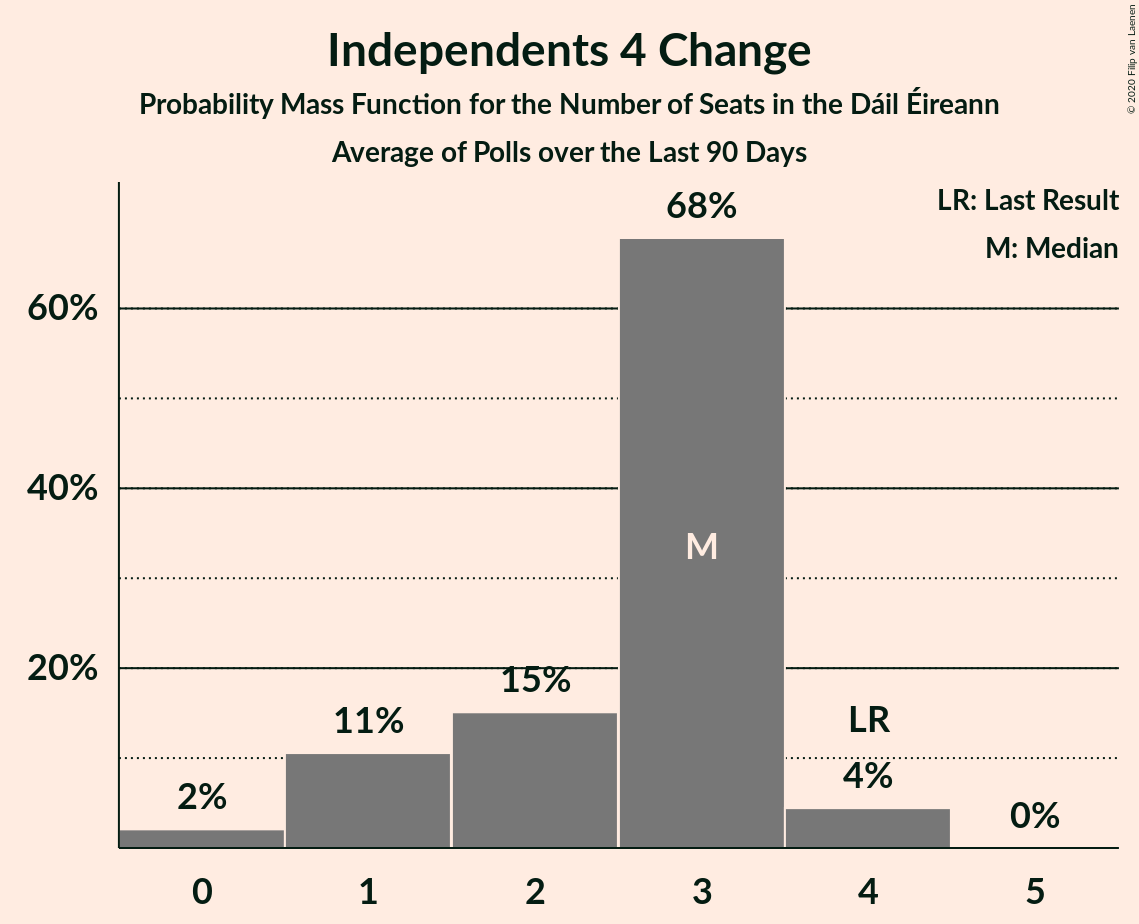 Independents 4 Change
Probability Mass Function for the Number of Seats in the Dáil Éireann
Average of Polls over the Last 90 Days
© 2020 Filip van Laenen
LR: Last Result
M: Median
68%
60%
40%
M
20%
15%
11%
LR
4%
2%
0%
0 1 2 3 4 5